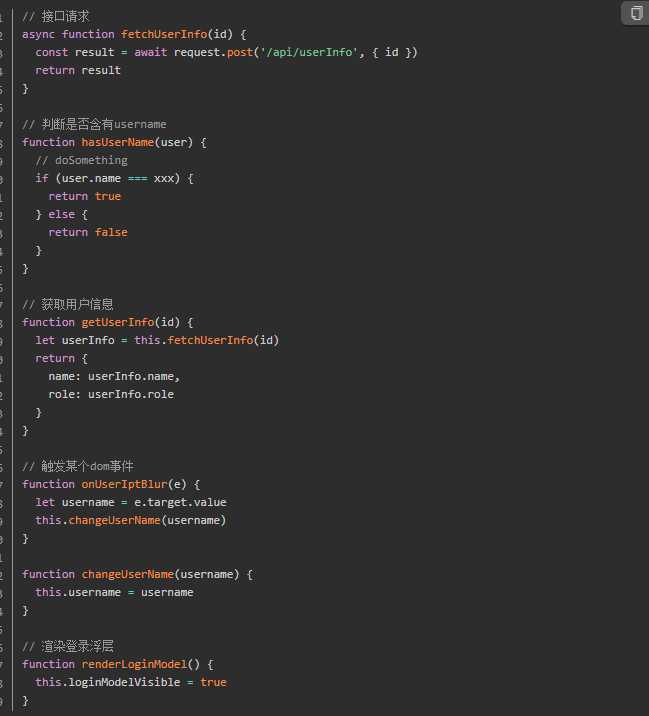 // 接口请求
async function fetchUserInfo(id) {
  const result = await request.post('/api/userInfo', { id })
  return result
}

// 判断是否含有username
function hasUserName(user) {
  // doSomething
  if (user.name === xxx) {
    return true
  } else {
    return false
  }
}

// 获取用户信息
function getUserInfo(id) {
  let userInfo = this.fetchUserInfo(id)
  return {
    name: userInfo.name,
    role: userInfo.role
  }
}

// 触发某个dom事件
function onUserIptBlur(e) {
  let username = e.target.value
  this.changeUserName(username)
}

function changeUserName(username) {
  this.username = username
}

// 渲染登录浮层
function renderLoginModel() {
  this.loginModelVisible = true
}